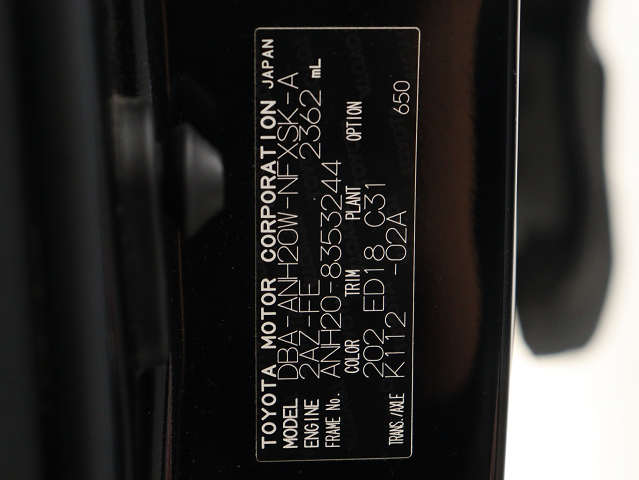 TOYOTA MOTOR CORPORATION JAPAN
MODEL DBA-ANH20W-NFXSK-A
ENGINE 2AZ-FE 2362 mL
FRAME No. ANH20-8353244
COLOR TRIM PLANT OPTION
202 ED18 C31 650
TRANS./AXLE K112 -02A